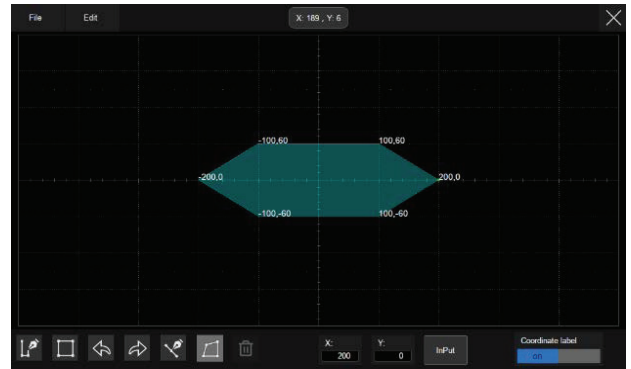 File Edit X: 189 , Y: 6
-100,60 100,60
-200,0 200,0
-100,-60 100,-60
X: Y: Coordinate label
200 0 InPut on